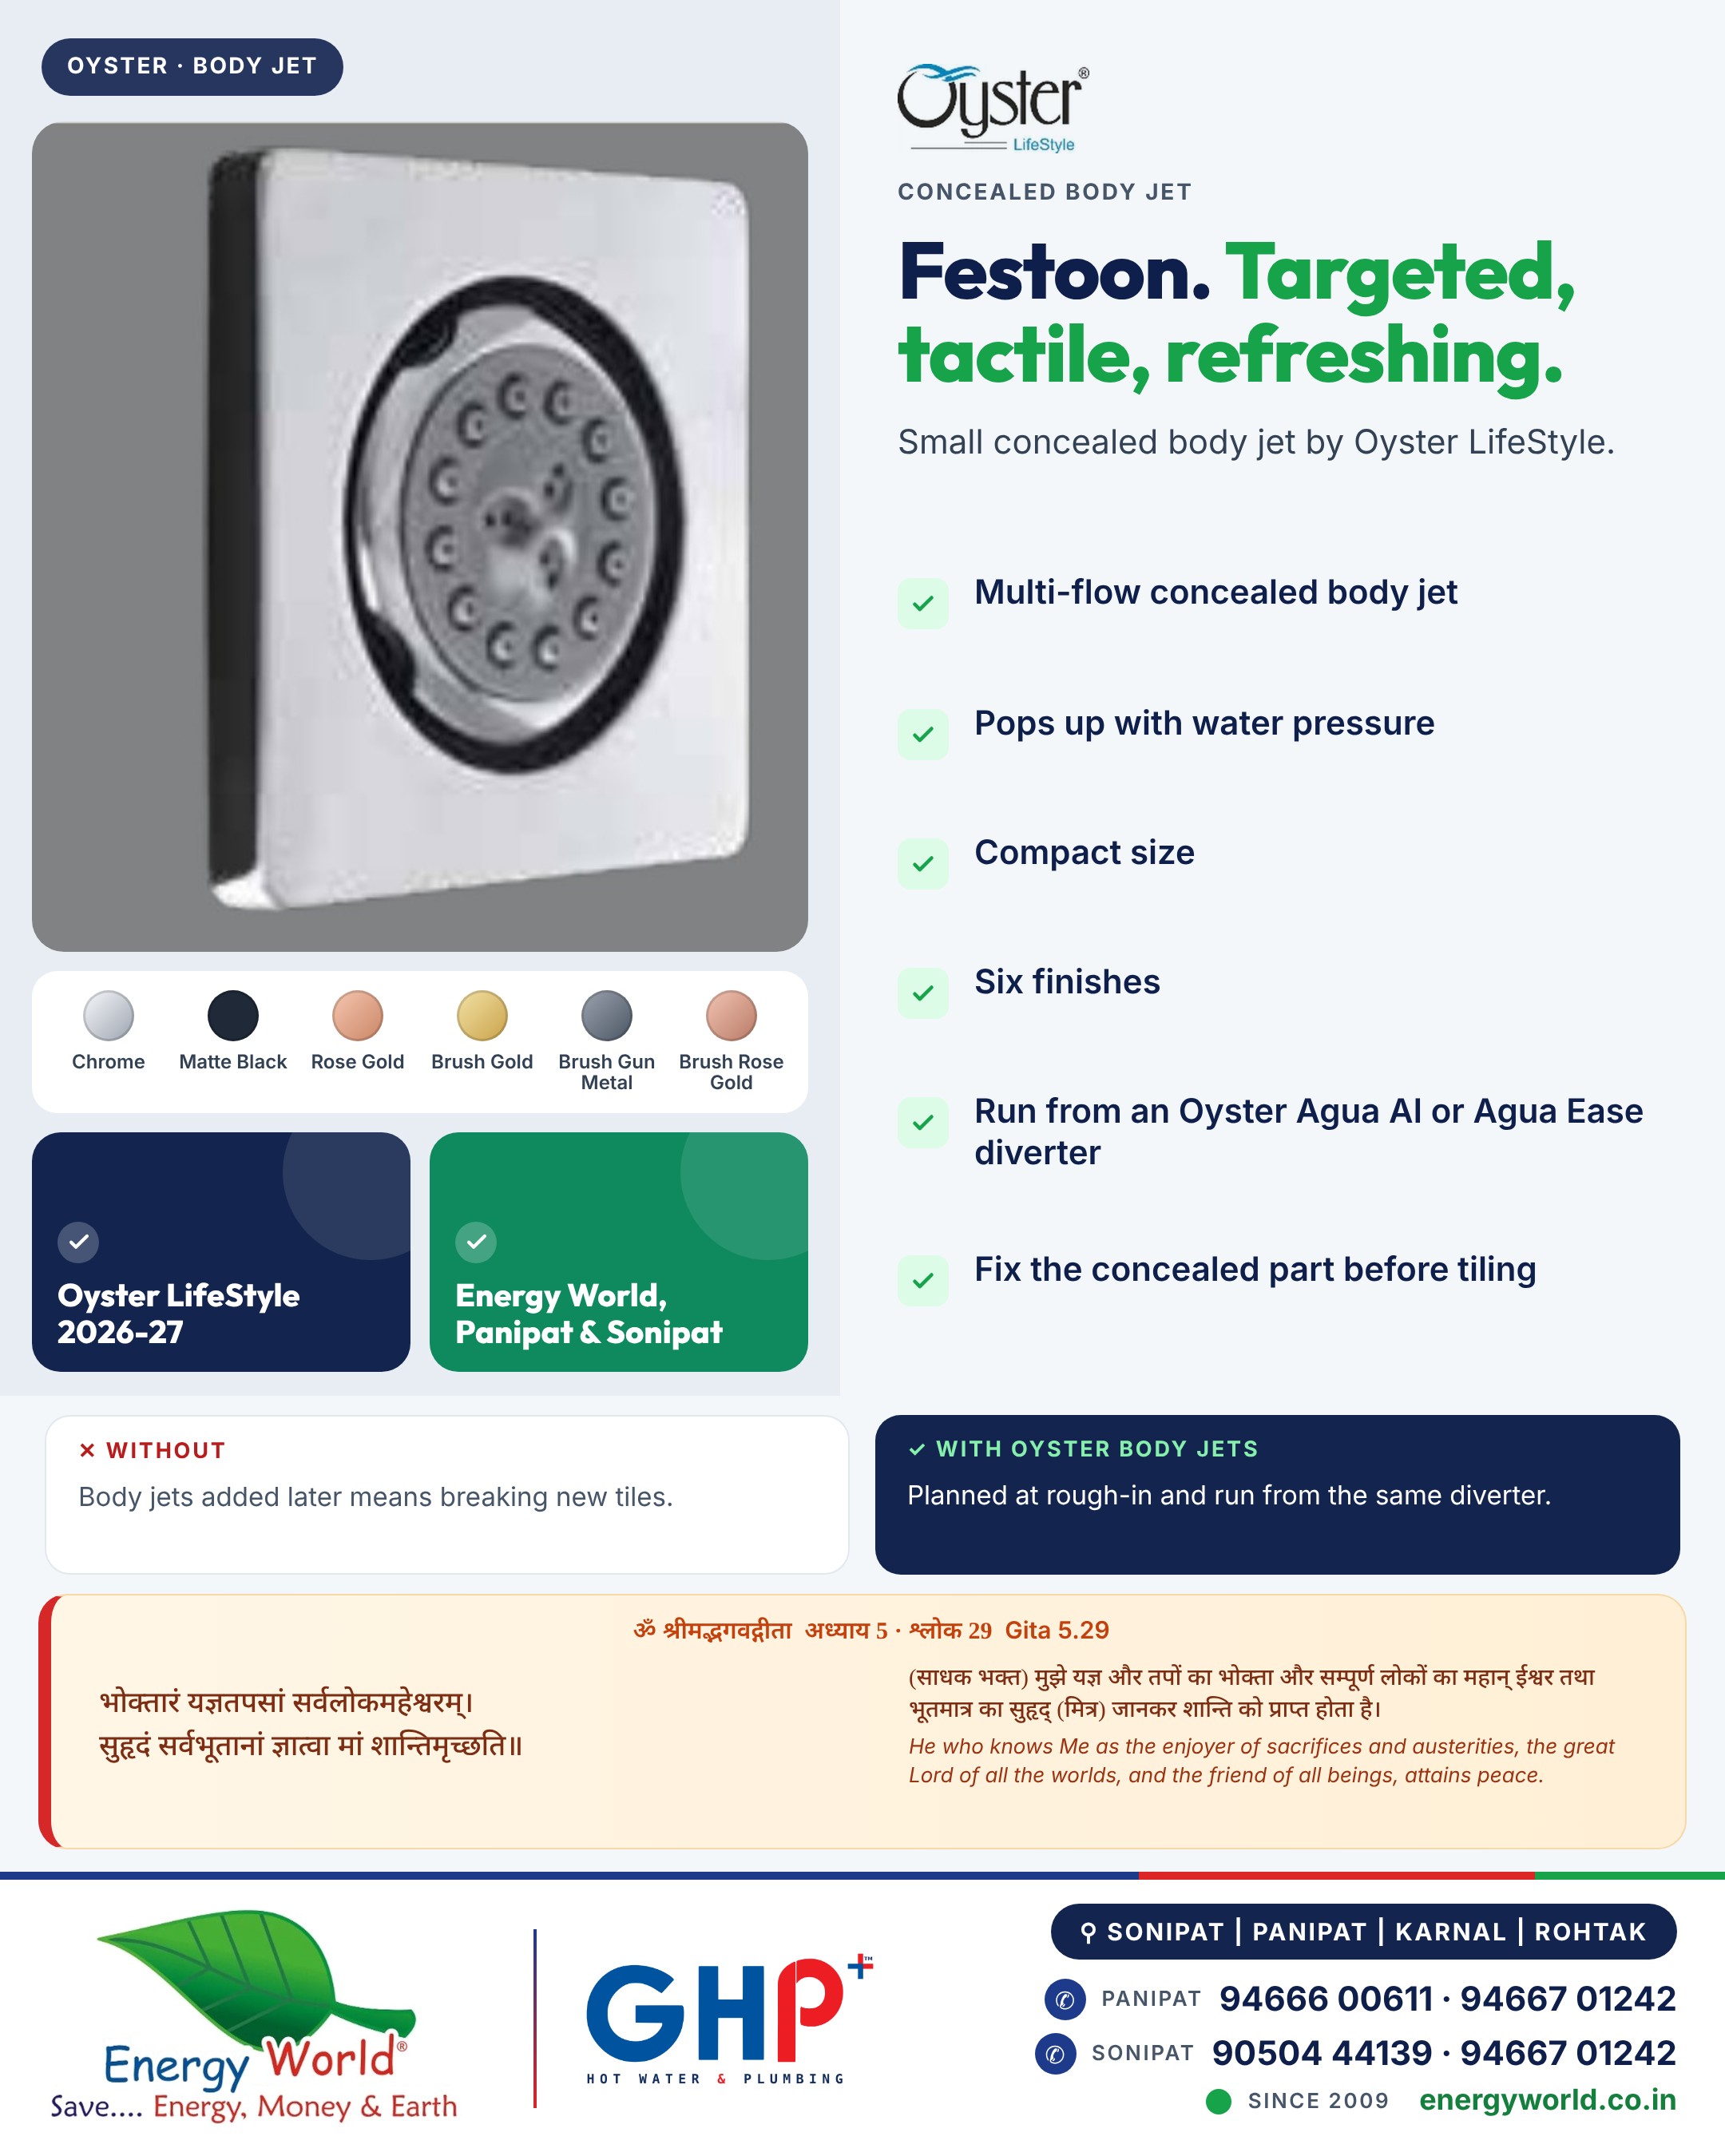 OYSTER · BODY JET
Oyster®
LifeStyle
CONCEALED BODY JET
Festoon. Targeted,
tactile, refreshing.
Small concealed body jet by Oyster LifeStyle.
Multi-flow concealed body jet
Pops up with water pressure
Compact size
Six finishes
Run from an Oyster Agua AI or Agua Ease
diverter
Fix the concealed part before tiling
Chrome
Matte Black
Rose Gold
Brush Gold
Brush Gun
Metal
Brush Rose
Gold
Oyster LifeStyle
2026-27
Energy World,
Panipat & Sonipat
✕ WITHOUT
Body jets added later means breaking new tiles.
✓ WITH OYSTER BODY JETS
Planned at rough-in and run from the same diverter.
ॐ श्रीमद्भगवद्गीता अध्याय 5 · श्लोक 29 Gita 5.29
भोक्तारं यज्ञतपसां सर्वलोकमहेश्वरम्।
सुहृदं सर्वभूतानां ज्ञात्वा मां शान्तिमृच्छति॥
(साधक भक्त) मुझे यज्ञ और तपों का भोक्ता और सम्पूर्ण लोकों का महान् ईश्वर तथा
भूतमात्र का सुहृद् (मित्र) जानकर शान्ति को प्राप्त होता है।
He who knows Me as the enjoyer of sacrifices and austerities, the great
Lord of all the worlds, and the friend of all beings, attains peace.
Energy World®
Save.... Energy, Money & Earth
GHP+™
HOT WATER & PLUMBING
SONIPAT | PANIPAT | KARNAL | ROHTAK
PANIPAT 94666 00611 · 94667 01242
SONIPAT 90504 44139 · 94667 01242
SINCE 2009 energyworld.co.in